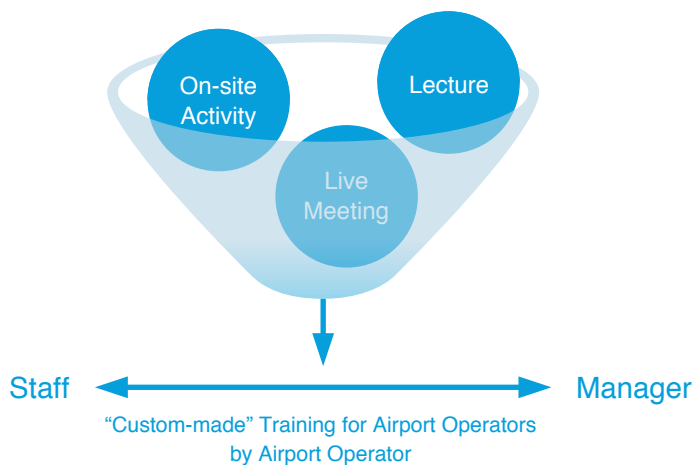 On-site
Activity
Lecture
Live
Meeting
Staff
Manager
“Custom-made” Training for Airport Operators
by Airport Operator